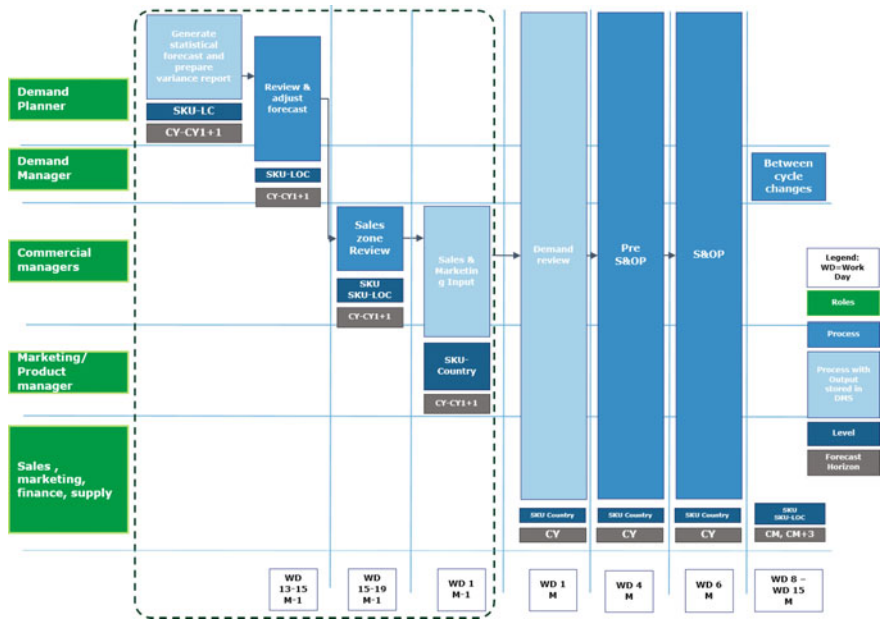 Generate
statistical
forecast and
prepare
variance report
SKU-LC
CY-CY1+1
Review &
adjust
forecast
SKU-LOC
CY-CY1+1
Demand
Planner
Demand
Manager
Commercial
managers
Marketing/
Product
manager
Sales ,
marketing,
finance, supply
Sales
zone
Review
SKU
SKU-LOC
CY-CY1+1
Sales &
Marketin
g Input
SKU-
Country
CY-CY1+1
Demand
review
SKU Country
CY
Pre
S&OP
SKU Country
CY
S&OP
SKU Country
CY
Between
cycle
changes
SKU
SKU-LOC
CM, CM+3
Legend:
WD=Work
Day
Roles
Process
Process with
Output
stored in
DMS
Level
Forecast
Horizon
WD
13-15
M-1
WD
15-19
M-1
WD 1
M-1
WD 1
M
WD 4
M
WD 6
M
WD 8 –
WD 15
M